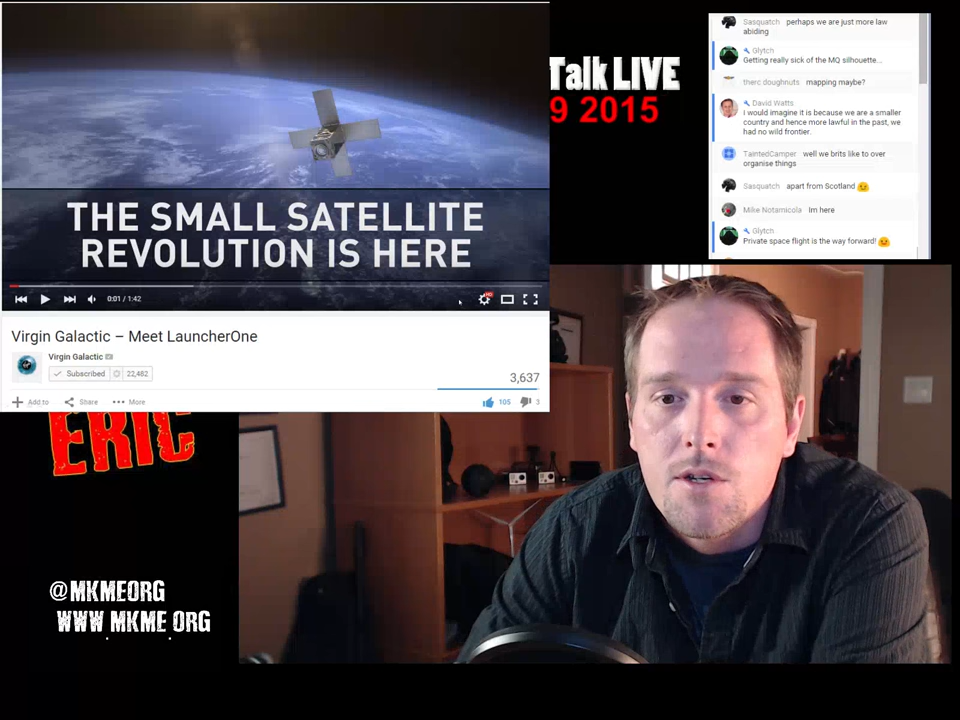 THE SMALL SATELLITE
REVOLUTION IS HERE
0:01 / 1:42
HD
Virgin Galactic – Meet LauncherOne
Virgin Galactic
Subscribed 22,482
3,637
Add to Share More
105 3
Talk LIVE
9 2015
Sasquatch perhaps we are just more law
abiding
Glytch
Getting really sick of the MQ silhouette...
therc doughnuts mapping maybe?
David Watts
I would imagine it is because we are a smaller
country and hence more lawful in the past, we
had no wild frontier.
TaintedCamper well we brits like to over
organise things
Sasquatch apart from Scotland
Mike Notarnicola Im here
Glytch
Private space flight is the way forward!
ERIC
@MKMEORG
WWW.MKME.ORG